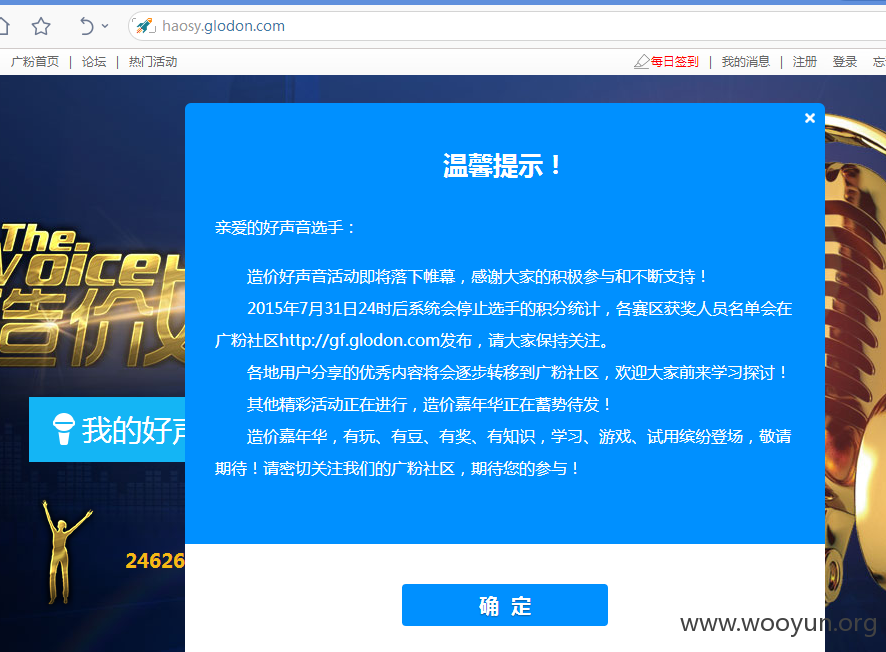 haosy.glodon.com
广粉首页 | 论坛 | 热门活动
每日签到 | 我的消息 | 注册 登录
温馨提示！
亲爱的好声音选手：
造价好声音活动即将落下帷幕，感谢大家的积极参与和不断支持！
2015年7月31日24时后系统会停止选手的积分统计，各赛区获奖人员名单会在
广粉社区http://gf.glodon.com发布，请大家保持关注。
各地用户分享的优秀内容将会逐步转移到广粉社区，欢迎大家前来学习探讨！
其他精彩活动正在进行，造价嘉年华正在蓄势待发！
造价嘉年华，有玩、有豆、有奖、有知识，学习、游戏、试用缤纷登场，敬请
期待！请密切关注我们的广粉社区，期待您的参与！
The
Voice
造价
我的好声
24626
确 定
www.wooyun.org